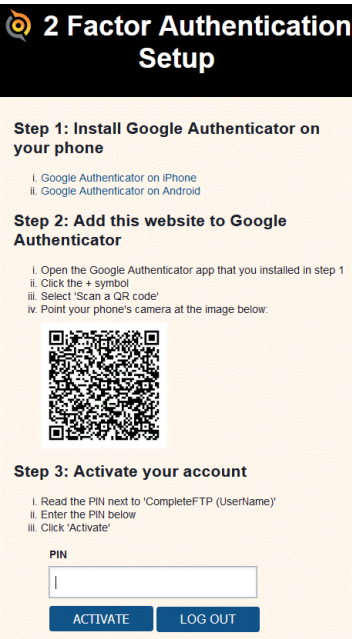 2 Factor Authentication
Setup
Step 1: Install Google Authenticator on
your phone
i. Google Authenticator on iPhone
ii. Google Authenticator on Android
Step 2: Add this website to Google
Authenticator
i. Open the Google Authenticator app that you installed in step 1
ii. Click the + symbol
iii. Select 'Scan a QR code'
iv. Point your phone's camera at the image below:
Step 3: Activate your account
i. Read the PIN next to 'CompleteFTP (UserName)'
ii. Enter the PIN below
iii. Click 'Activate'
PIN
ACTIVATE LOG OUT